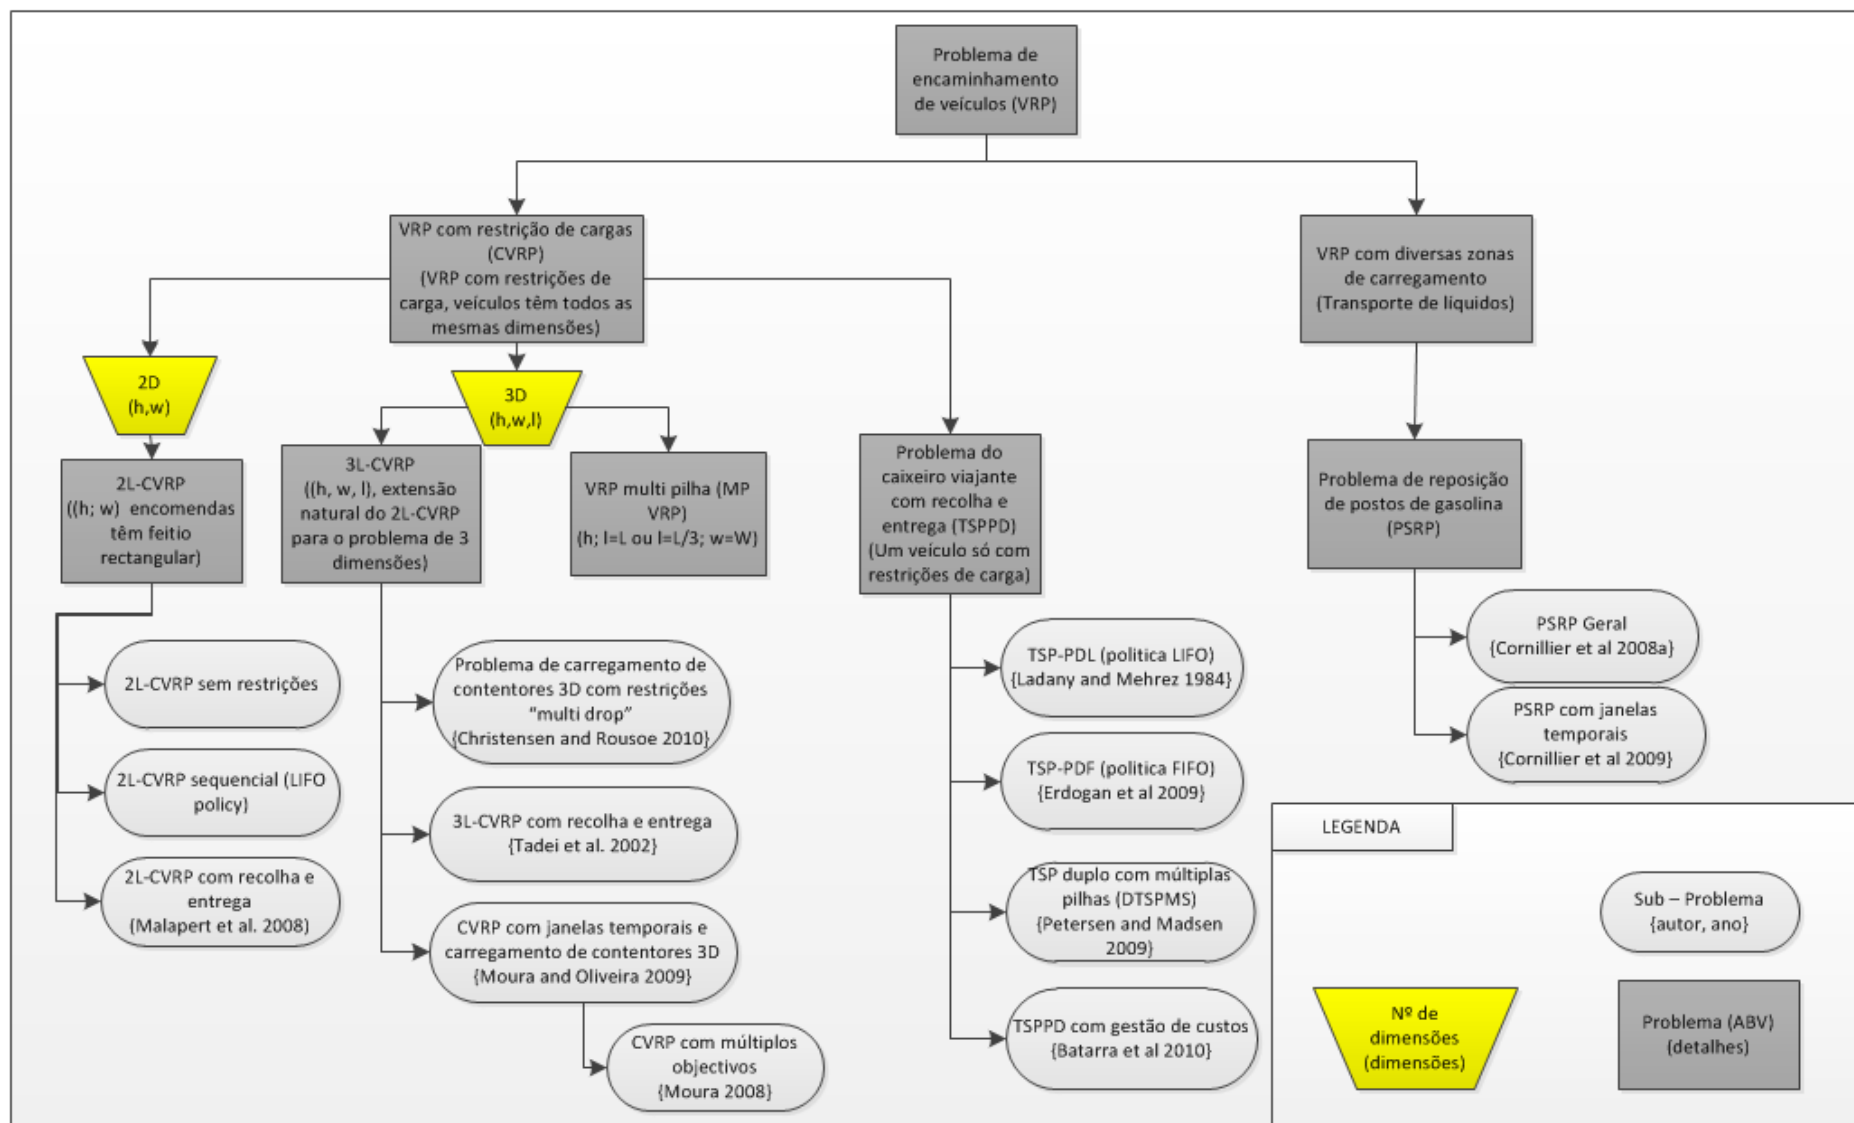 Problema de
encaminhamento
de veículos (VRP)
VRP com restrição de cargas
(CVRP)
(VRP com restrições de
carga, veículos têm todos as
mesmas dimensões)
VRP com diversas zonas
de carregamento
(Transporte de líquidos)
2D
(h,w)
3D
(h,w,l)
2L-CVRP
((h; w) encomendas
têm feitio
rectangular)
3L-CVRP
((h, w, l), extensão
natural do 2L-CVRP
para o problema de 3
dimensões)
VRP multi pilha (MP
VRP)
(h; l=L ou l=L/3; w=W)
Problema do
caixeiro viajante
com recolha e
entrega (TSPPD)
(Um veículo só com
restrições de carga)
Problema de reposição
de postos de gasolina
(PSRP)
2L-CVRP sem restrições
2L-CVRP sequencial (LIFO
policy)
2L-CVRP com recolha e
entrega
(Malapert et al. 2008)
Problema de carregamento de
contentores 3D com restrições
“multi drop”
{Christensen and Rousoe 2010}
3L-CVRP com recolha e entrega
{Tadei et al. 2002}
CVRP com janelas temporais e
carregamento de contentores 3D
{Moura and Oliveira 2009}
CVRP com múltiplos
objectivos
{Moura 2008}
TSP-PDL (politica LIFO)
{Ladany and Mehrez 1984}
TSP-PDF (politica FIFO)
{Erdogan et al 2009}
TSP duplo com múltiplas
pilhas (DTSPMS)
{Petersen and Madsen
2009}
TSPPD com gestão de custos
{Batarra et al 2010}
PSRP Geral
{Cornillier et al 2008a}
PSRP com janelas
temporais
{Cornillier et al 2009}
LEGENDA
Sub – Problema
{autor, ano}
Nº de
dimensões
(dimensões)
Problema (ABV)
(detalhes)